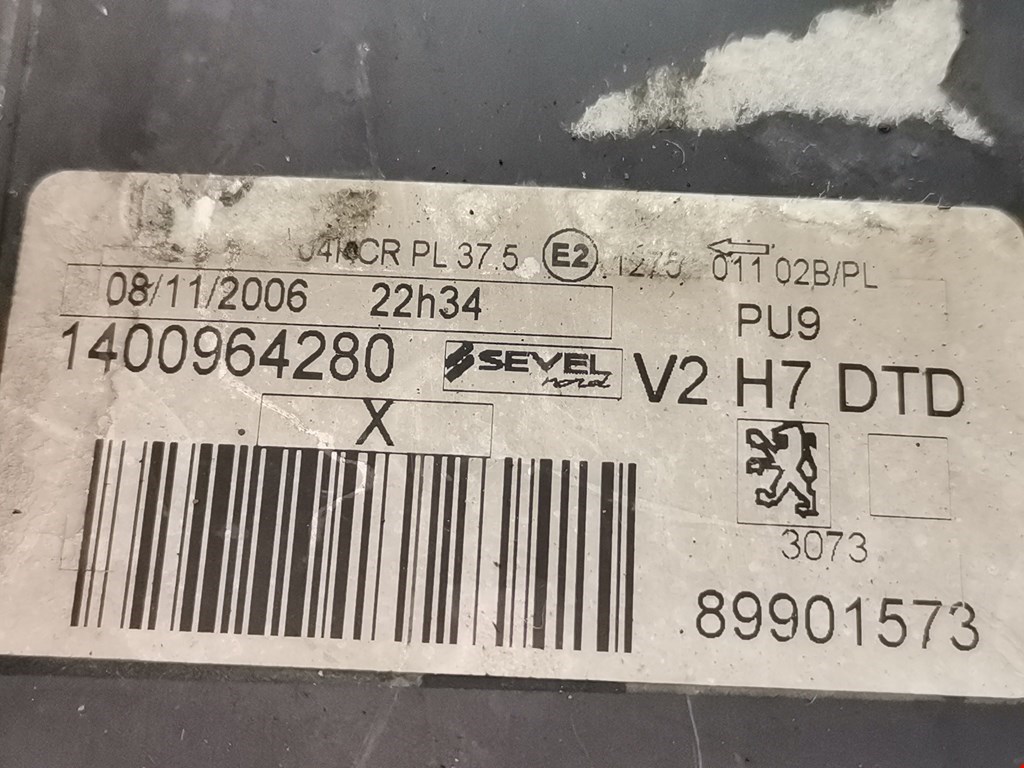 CR PL 37.5 E2 011 02B/PL
08/11/2006 22h34
PU9
1400964280 SEVEL nord V2 H7 DTD
X
3073
89901573